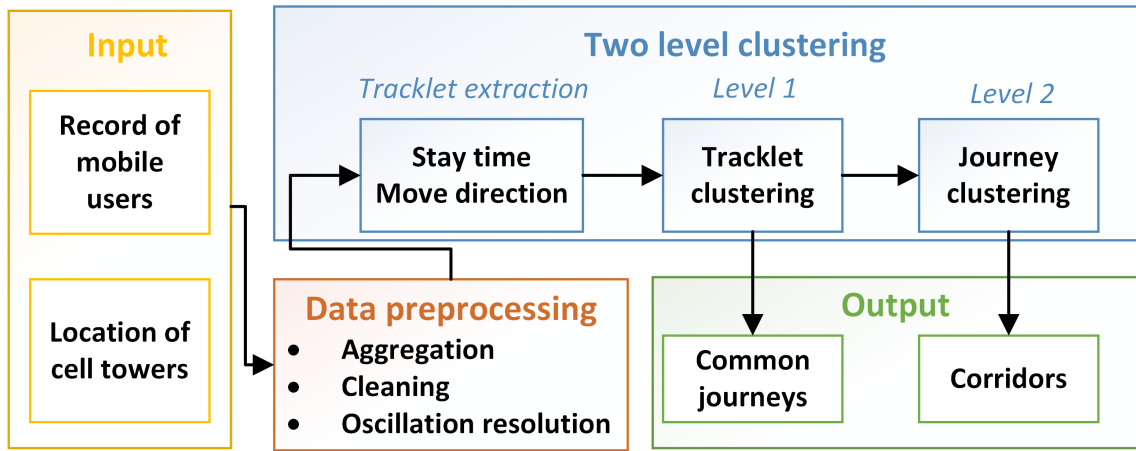 Input
Record of
mobile
users
Location of
cell towers
Data preprocessing
• Aggregation
• Cleaning
• Oscillation resolution
Two level clustering
Tracklet extraction
Stay time
Move direction
Level 1
Tracklet
clustering
Level 2
Journey
clustering
Output
Common
journeys
Corridors